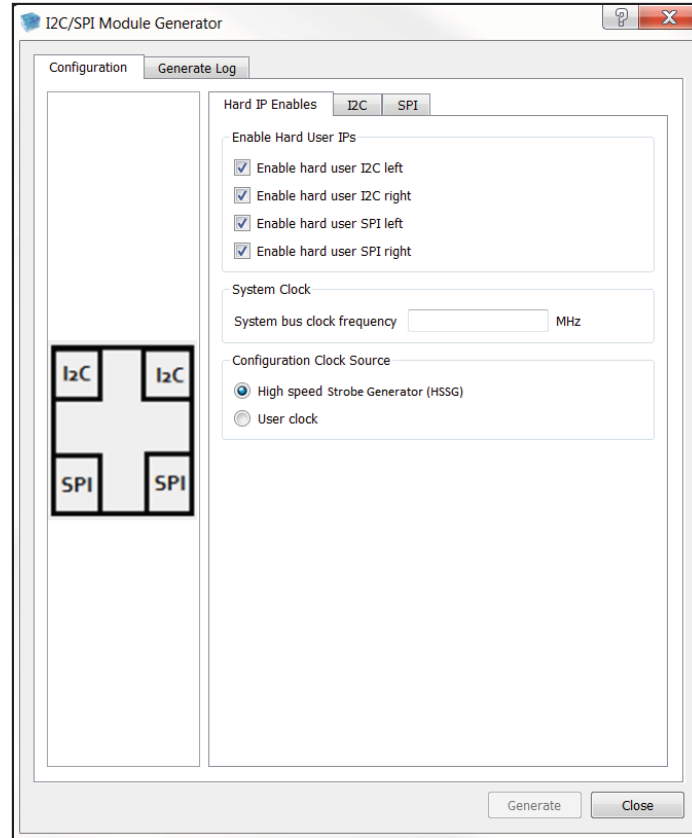 I2C/SPI Module Generator
Configuration
Generate Log
Hard IP Enables
I2C
SPI
Enable Hard User IPs
Enable hard user I2C left
Enable hard user I2C right
Enable hard user SPI left
Enable hard user SPI right
System Clock
System bus clock frequency MHz
Configuration Clock Source
High speed Strobe Generator (HSSG)
User clock
I2C I2C
SPI SPI
Generate Close